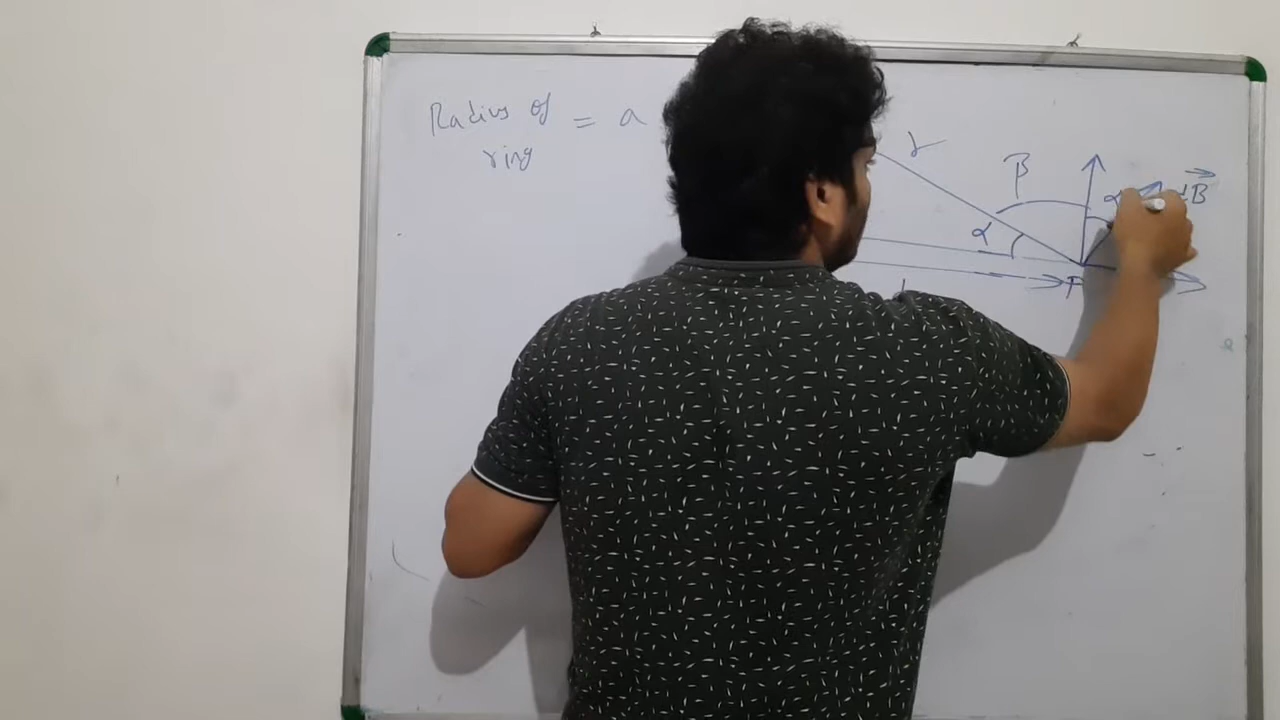 Radius of
ring = a
r
β
α
α
dB
P